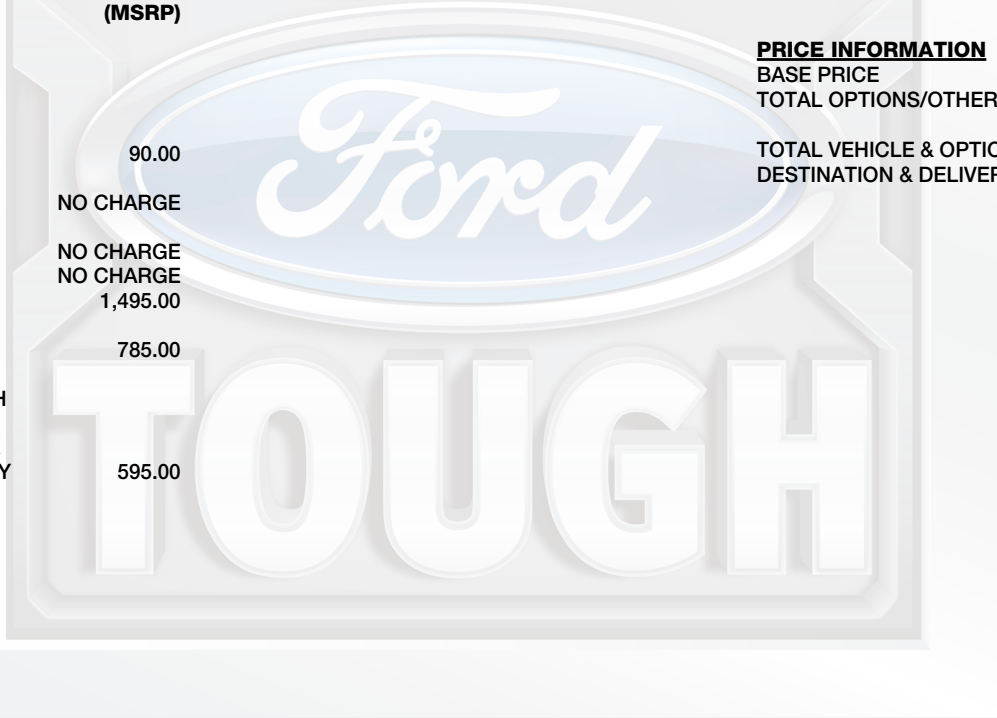 (MSRP)
90.00
NO CHARGE
NO CHARGE
NO CHARGE
1,495.00
785.00
H
Y 595.00
PRICE INFORMATION
BASE PRICE
TOTAL OPTIONS/OTHER
TOTAL VEHICLE & OPTIO
DESTINATION & DELIVER
Ford
TOUGH